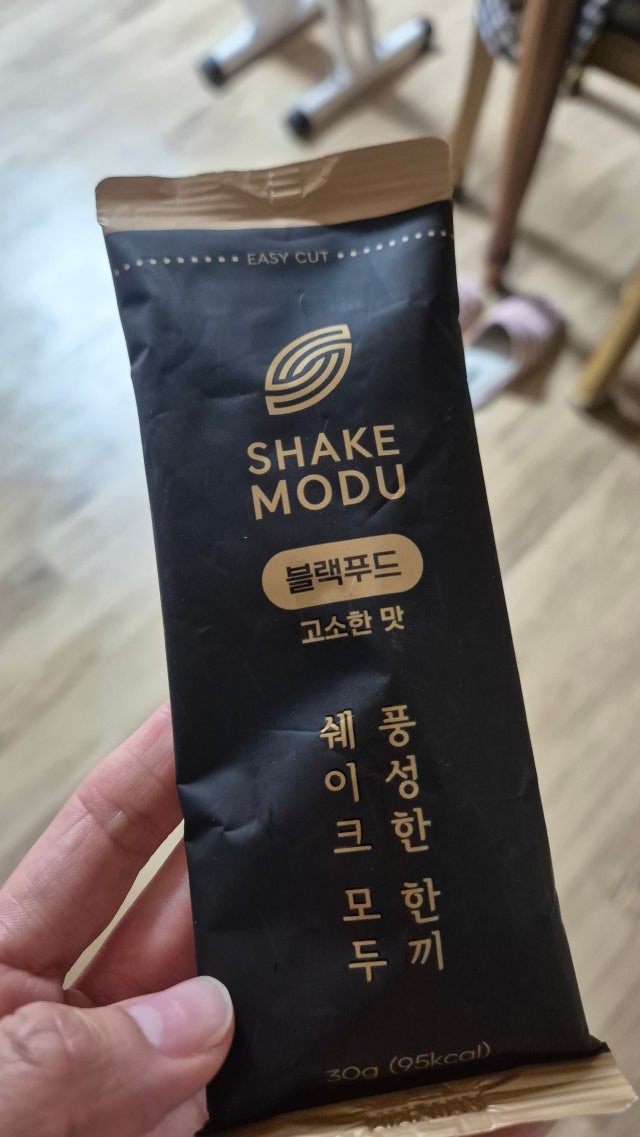 EASY CUT
SHAKE
MODU
블랙푸드
고소한 맛
풍성한 한끼
쉐이크 모두
30g (95kcal)